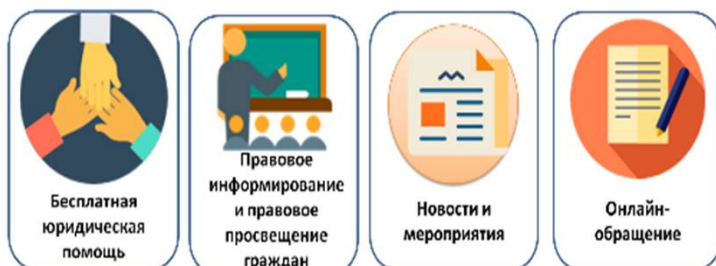 Бесплатная
юридическая
помощь
Правовое
информирование
и правовое
просвещение
граждан
Новости и
мероприятия
Онлайн-
обращение